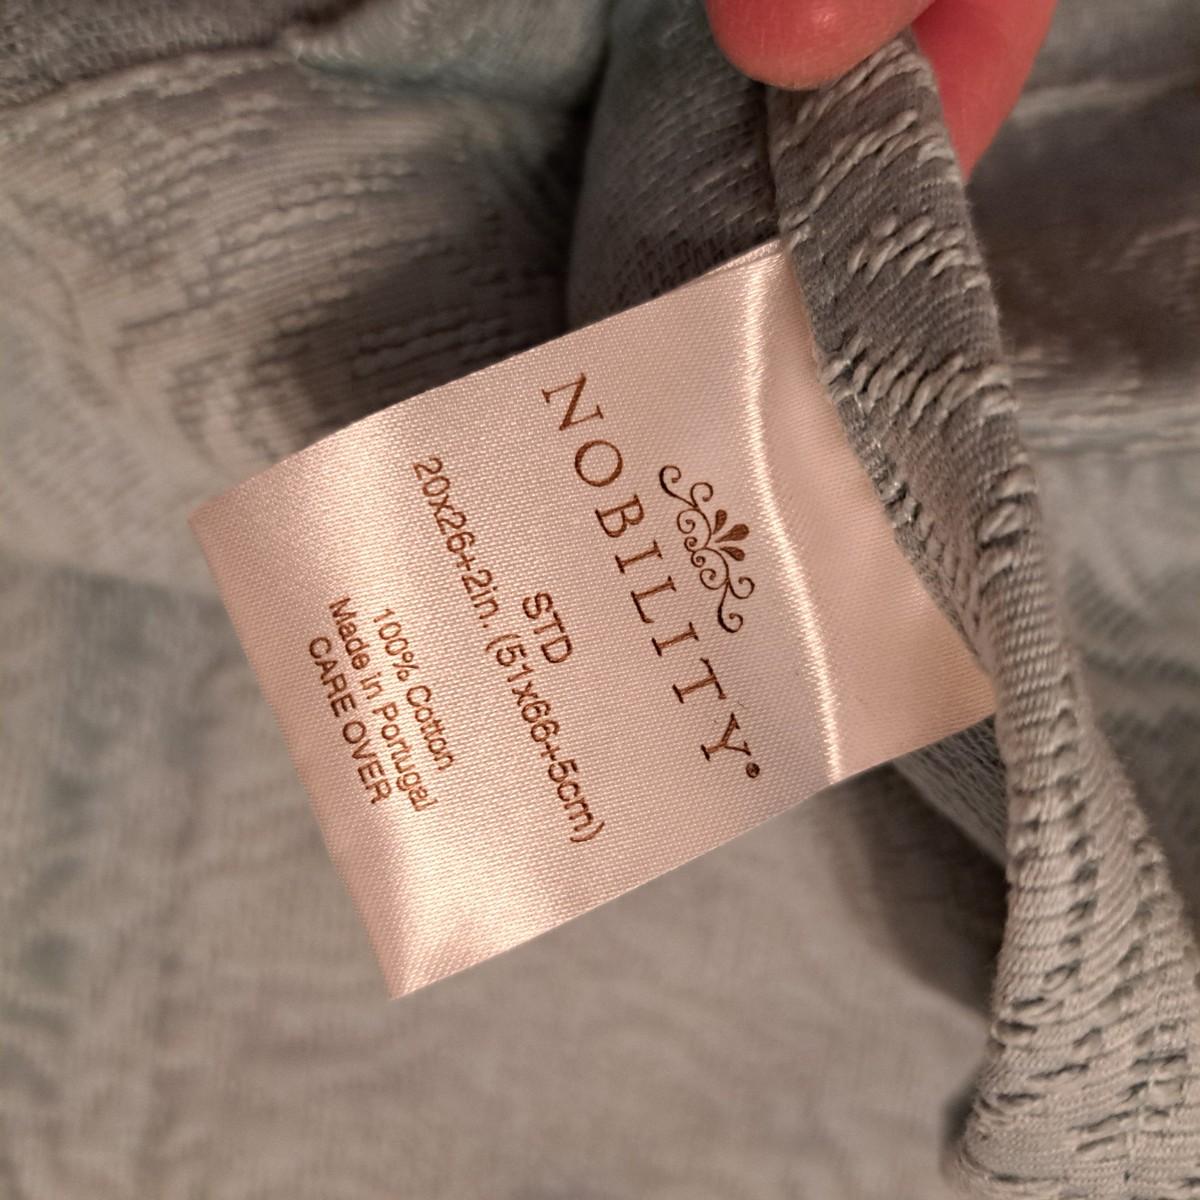 NOBILITY®
STD
20x26+2in. (51x66+5cm)
100% Cotton
Made in Portugal
CARE OVER